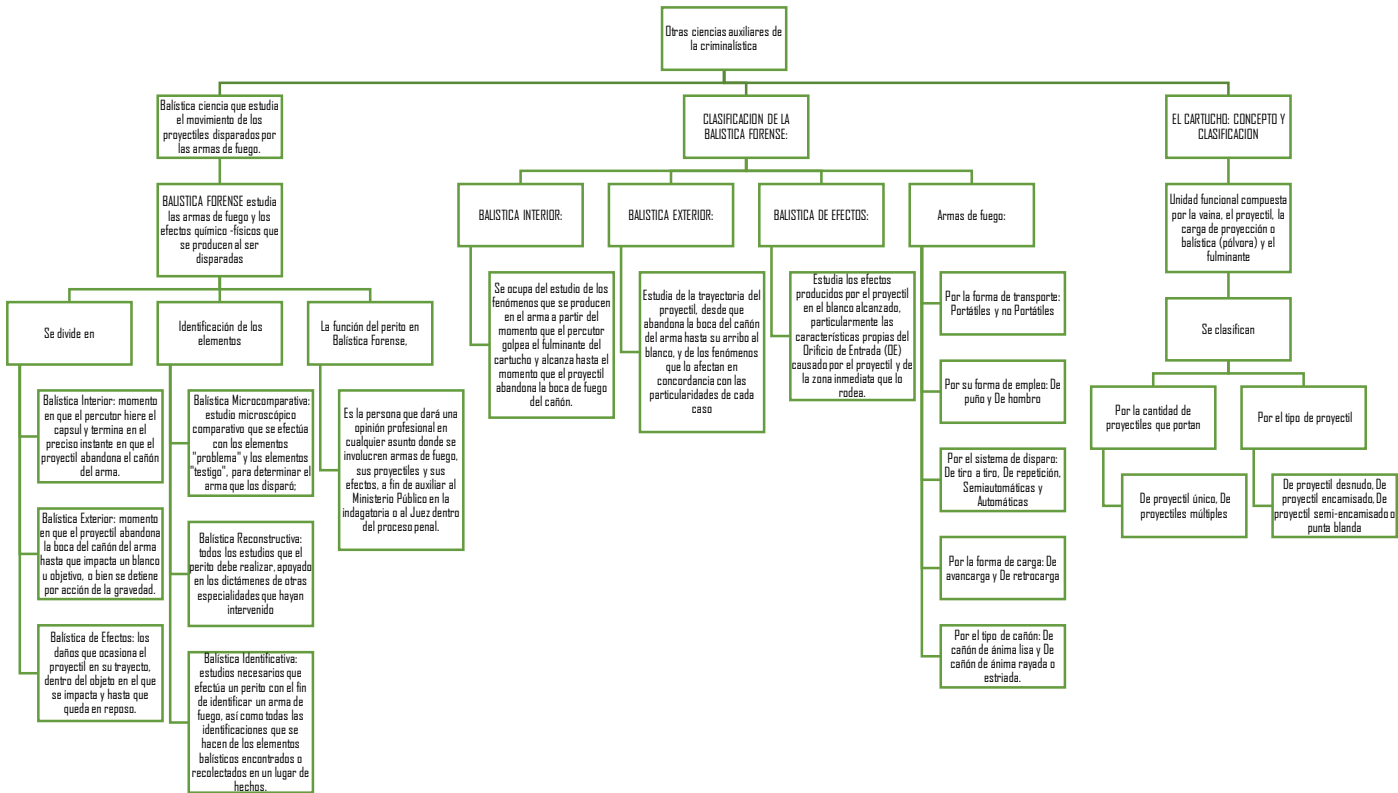 Otras ciencias auxiliares de
la criminalística
Balística ciencia que estudia
el movimiento de los
proyectiles disparados por
las armas de fuego.
BALISTICA FORENSE estudia
las armas de fuego y los
efectos químico -físicos que
se producen al ser
disparadas
Se divide en
Balística Interior: momento
en que el percutor hiere el
capsul y termina en el
preciso instante en que el
proyectil abandona el cañón
del arma.
Balística Exterior: momento
en que el proyectil abandona
la boca del cañón del arma
hasta que impacta un blanco
u objetivo, o bien se detiene
por acción de la gravedad.
Balística de Efectos: los
daños que ocasiona el
proyectil en su trayecto,
dentro del objeto en el que
se impacta y hasta que
queda en reposo.
Identificación de los
elementos
Balística Microcomparativa:
estudio microscópico
comparativo que se efectúa
con los elementos
"problema" y los elementos
"testigo", para determinar el
arma que los disparó;
Balística Reconstructiva:
todos los estudios que el
perito debe realizar, apoyado
en los dictámenes de otras
especialidades que hayan
intervenido
Balística Identificativa:
estudios necesarios que
efectúa un perito con el fin
de identificar un arma de
fuego, así como todas las
identificaciones que se
hacen de los elementos
balísticos encontrados o
recolectados en un lugar de
hechos.
La función del perito en
Balística Forense,
Es la persona que dará una
opinión profesional en
cualquier asunto donde se
involucren armas de fuego,
sus proyectiles y sus
efectos, a fin de auxiliar al
Ministerio Público en la
indagatoria o al Juez dentro
del proceso penal.
CLASIFICACION DE LA
BALISTICA FORENSE:
BALISTICA INTERIOR:
Se ocupa del estudio de los
fenómenos que se producen
en el arma a partir del
momento que el percutor
golpea el fulminante del
cartucho y alcanza hasta el
momento que el proyectil
abandona la boca de fuego
del cañón.
BALISTICA EXTERIOR:
Estudia de la trayectoria del
proyectil, desde que
abandona la boca del cañón
del arma hasta su arribo al
blanco, y de los fenómenos
que lo afectan en
concordancia con las
particularidades de cada
caso
BALISTICA DE EFECTOS:
Estudia los efectos
producidos por el proyectil
en el blanco alcanzado,
particularmente las
características propias del
Orificio de Entrada (OE)
causado por el proyectil y de
la zona inmediata que lo
rodea.
Armas de fuego:
Por la forma de transporte:
Portátiles y no Portátiles
Por su forma de empleo: De
puño y De hombro
Por el sistema de disparo:
De tiro a tiro, De repetición,
Semiautomáticas y
Automáticas
Por la forma de carga: De
avancarga y De retrocarga
Por el tipo de cañón: De
cañón de ánima lisa y De
cañón de ánima rayada o
estriada.
EL CARTUCHO: CONCEPTO Y
CLASIFICACION
Unidad funcional compuesta
por la vaina, el proyectil, la
carga de proyección o
balística (pólvora) y el
fulminante
Se clasifican
Por la cantidad de
proyectiles que portan
De proyectil único, De
proyectiles múltiples
Por el tipo de proyectil
De proyectil desnudo, De
proyectil encamisado, De
proyectil semi-encamisado o
punta blanda